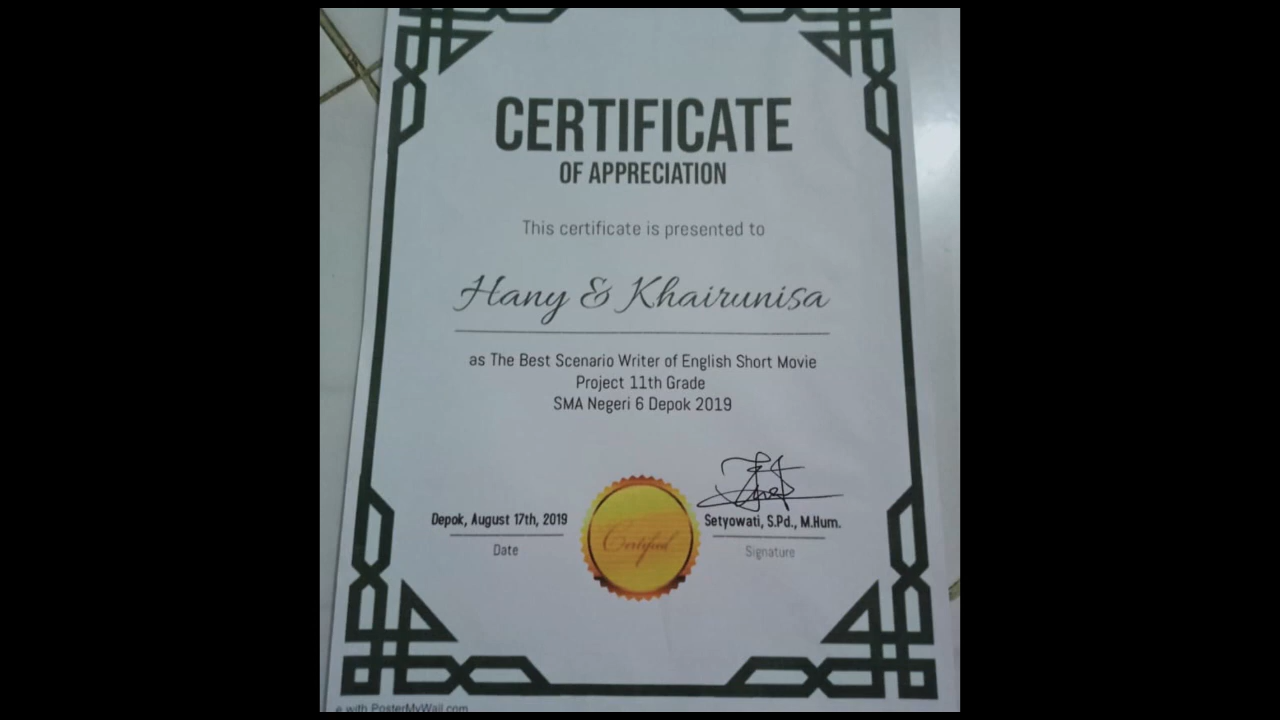 CERTIFICATE
OF APPRECIATION
This certificate is presented to
Hany & Khairunisa
as The Best Scenario Writer of English Short Movie
Project 11th Grade
SMA Negeri 6 Depok 2019
Depok, August 17th, 2019
Date
Certified
Setyowati, S.Pd., M.Hum.
Signature
with PosterMyWall.com